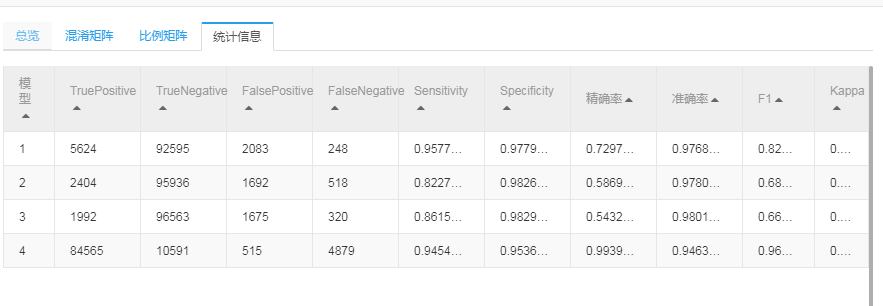 总览 混淆矩阵 比例矩阵 统计信息
模型 TruePositive TrueNegative FalsePositive FalseNegative Sensitivity Specificity 精确率 准确率 F1 Kappa
1 5624 92595 2083 248 0.9577... 0.9779... 0.7297... 0.9768... 0.82... 0....
2 2404 95936 1692 518 0.8227... 0.9826... 0.5869... 0.9780... 0.68... 0....
3 1992 96563 1675 320 0.8615... 0.9829... 0.5432... 0.9801... 0.66... 0....
4 84565 10591 515 4879 0.9454... 0.9536... 0.9939... 0.9463... 0.96... 0....